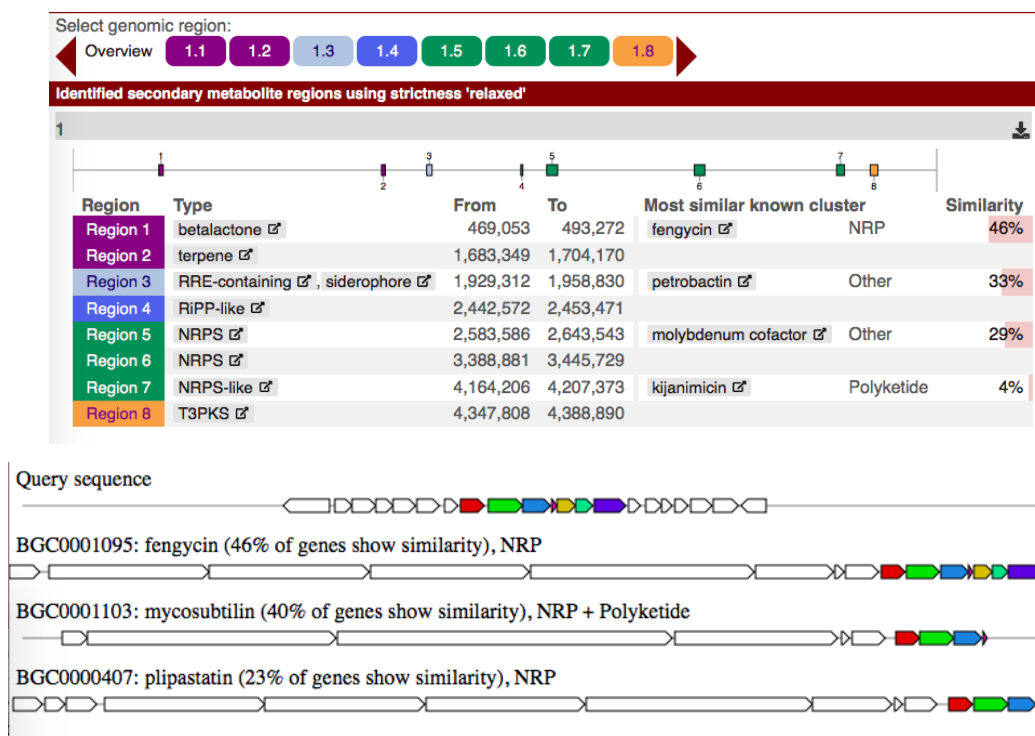 Select genomic region:
Overview 1.1 1.2 1.3 1.4 1.5 1.6 1.7 1.8
Identified secondary metabolite regions using strictness 'relaxed'
1
1 2 3 4 5 6 7 8
Region Type From To Most similar known cluster Similarity
Region 1 betalactone 469,053 493,272 fengycin NRP 46%
Region 2 terpene 1,683,349 1,704,170
Region 3 RRE-containing , siderophore 1,929,312 1,958,830 petrobactin Other 33%
Region 4 RiPP-like 2,442,572 2,453,471
Region 5 NRPS 2,583,586 2,643,543 molybdenum cofactor Other 29%
Region 6 NRPS 3,388,881 3,445,729
Region 7 NRPS-like 4,164,206 4,207,373 kijanimicin Polyketide 4%
Region 8 T3PKS 4,347,808 4,388,890
Query sequence
BGC0001095: fengycin (46% of genes show similarity), NRP
BGC0001103: mycosubtilin (40% of genes show similarity), NRP + Polyketide
BGC0000407: plipastatin (23% of genes show similarity), NRP